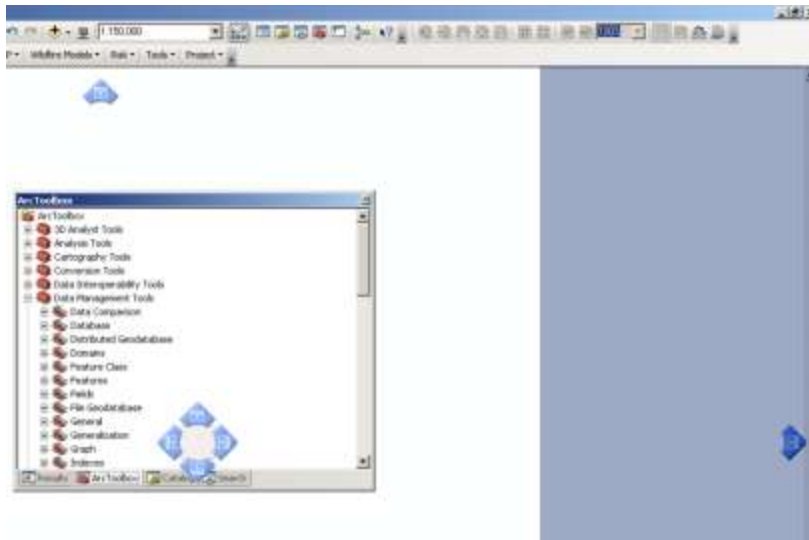 1:150,000
100%
Wildfire Models Risk Tools Project
ArcToolbox
ArcToolbox
3D Analyst Tools
Analysis Tools
Cartography Tools
Conversion Tools
Data Interoperability Tools
Data Management Tools
Data Comparison
Database
Distributed Geodatabase
Domains
Feature Class
Features
Fields
File Geodatabase
General
Generalization
Graph
Indexes
Results ArcToolbox Catalog Search